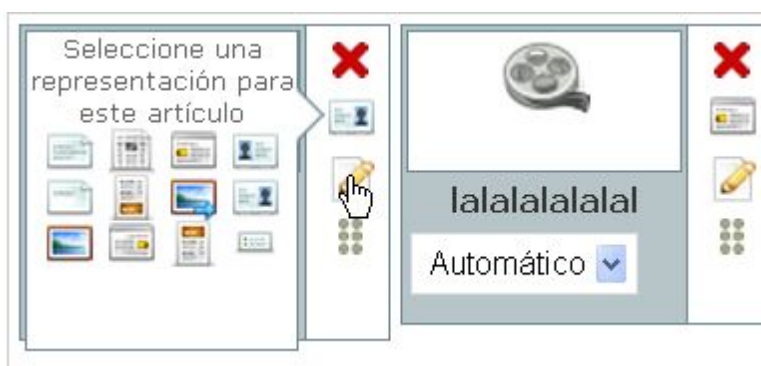 Seleccione una
representación para
este artículo
lalalalalalal
Automático